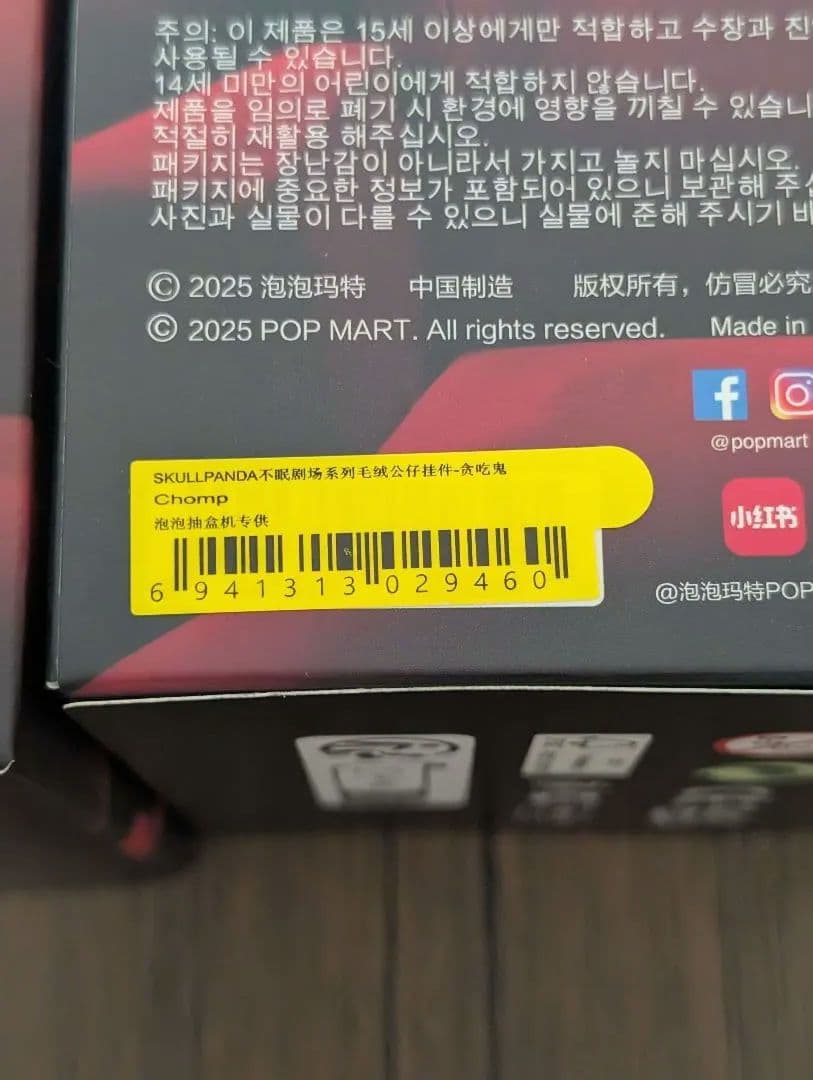 주의: 이 제품은 15세 이상에게만 적합하고 수장과
사용될 수 있습니다.
14세 미만의 어린이에게 적합하지 않습니다.
제품을 임의로 폐기 시 환경에 영향을 끼칠 수 있습니
적절히 재활용 해주십시오.
패키지는 장난감이 아니라서 가지고 놀지 마십시오.
패키지에 중요한 정보가 포함되어 있으니 보관해 주
사진과 실물이 다를 수 있으니 실물에 준해 주시기
© 2025 泡泡玛特 中国制造 版权所有，仿冒必究
© 2025 POP MART. All rights reserved. Made in
@popmart
SKULLPANDA不眠剧场系列毛绒公仔挂件-贪吃鬼
Chomp
泡泡抽盒机专供
6 941313 029460
小红书
@泡泡玛特POP